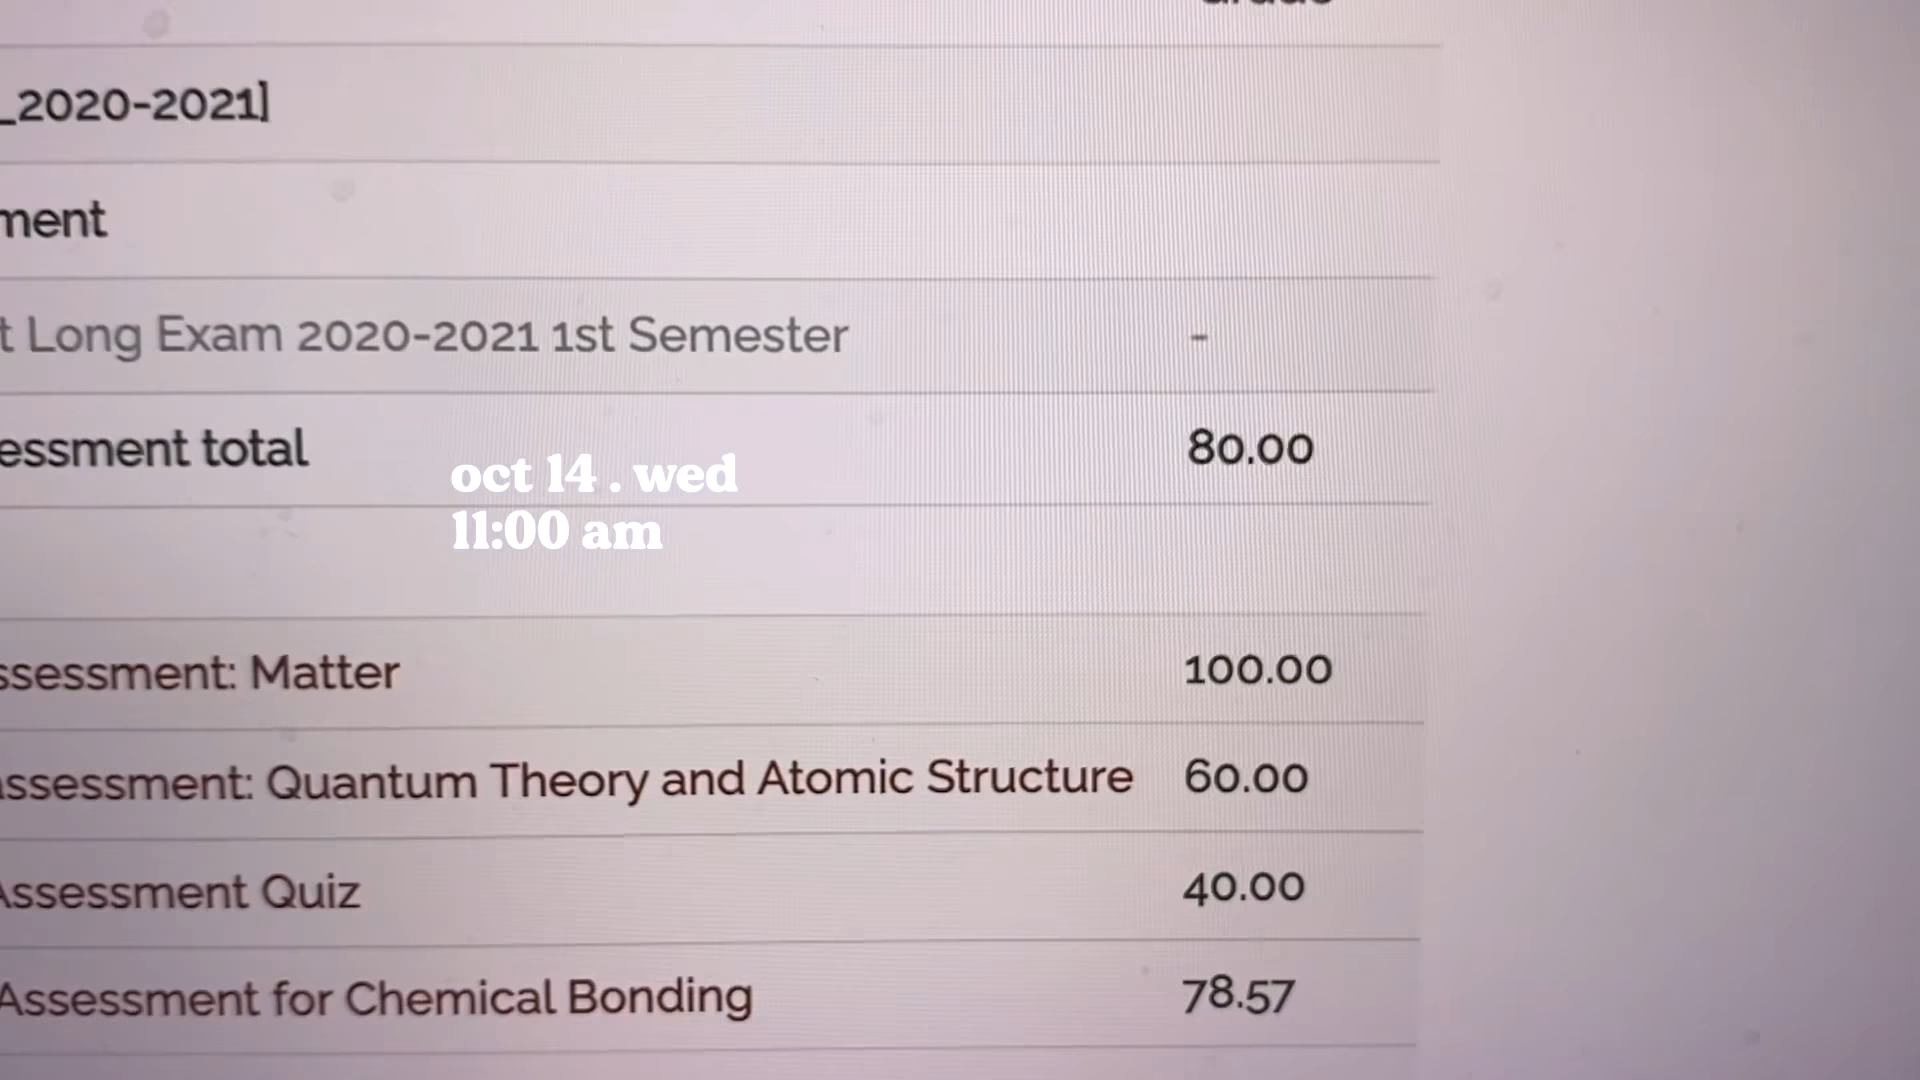 _2020-2021]
ment
t Long Exam 2020-2021 1st Semester -
essment total 80.00
oct 14 . wed
11:00 am
ssessment: Matter 100.00
ssessment: Quantum Theory and Atomic Structure 60.00
Assessment Quiz 40.00
Assessment for Chemical Bonding 78.57